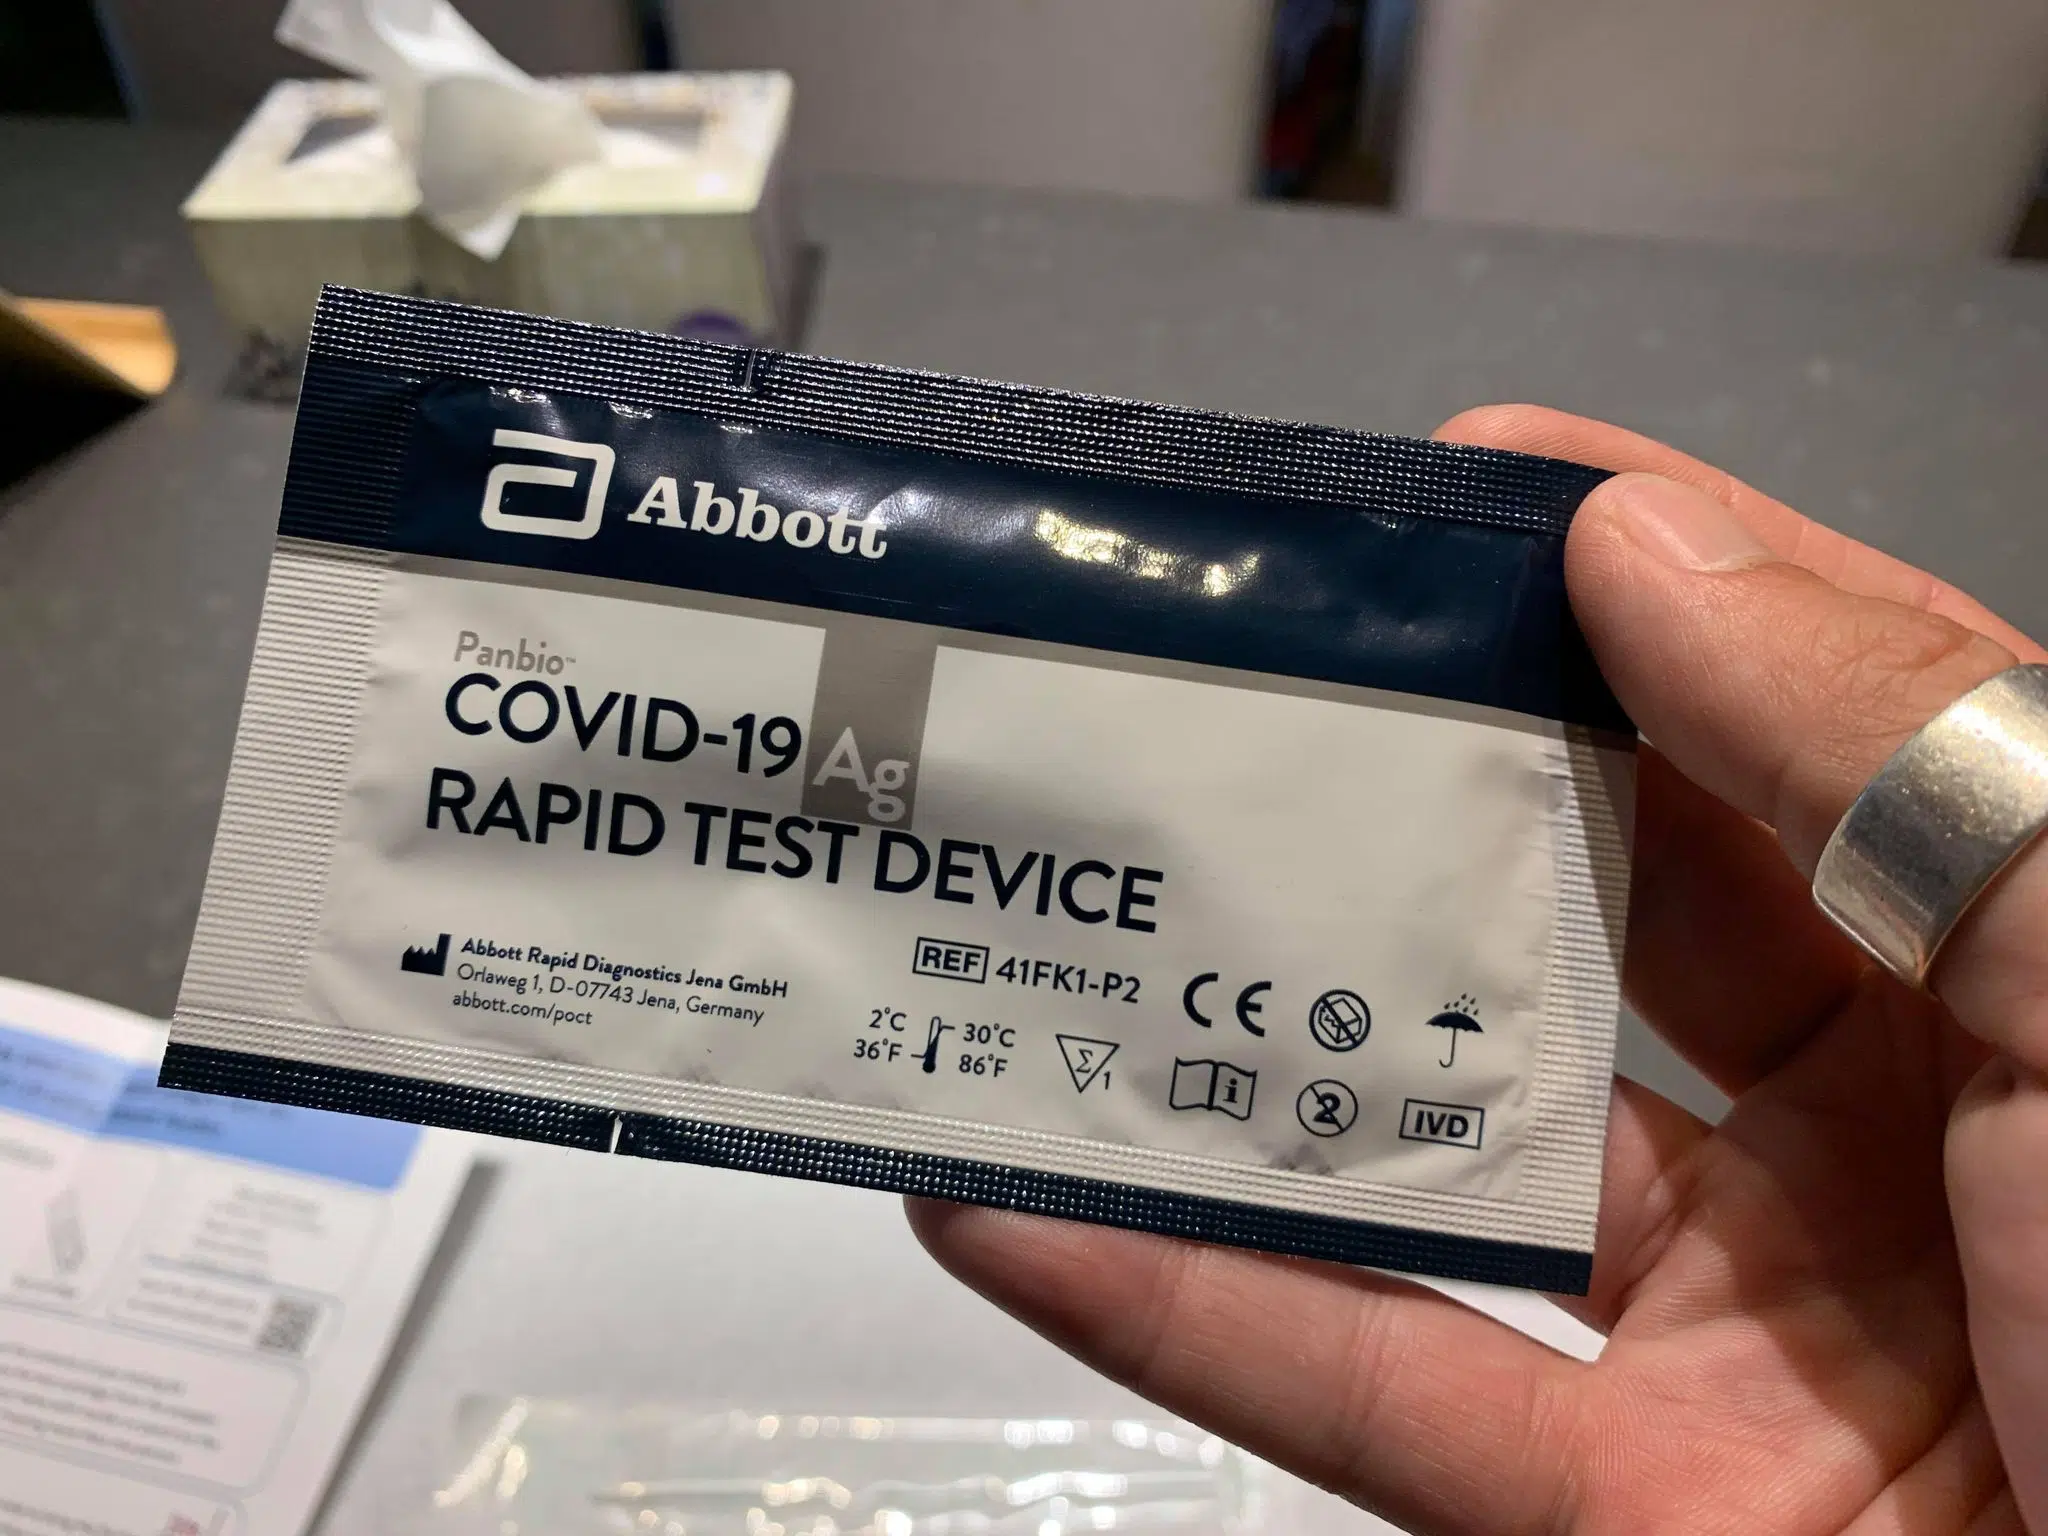 Abbott
Panbio™
COVID-19 Ag
RAPID TEST DEVICE
Abbott Rapid Diagnostics Jena GmbH
Orlaweg 1, D-07743 Jena, Germany
abbott.com/poct
REF 41FK1-P2
2°C 30°C
36°F 86°F
Σ 1
CE
i
2
IVD